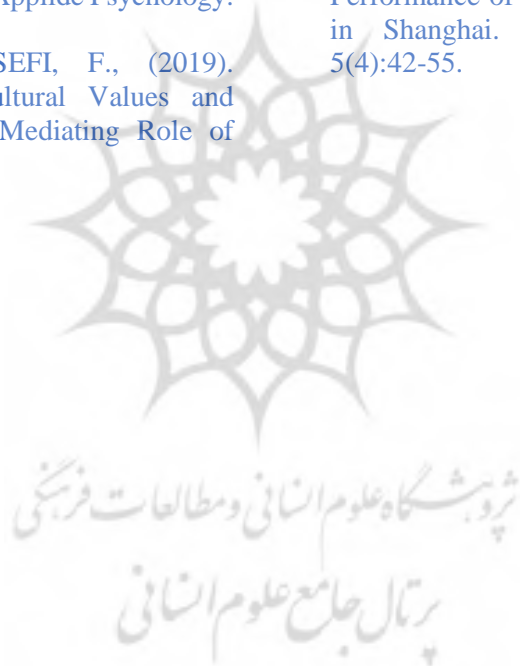 Applide Psychology.
SEFI, F., (2019).
ultural Values and
Mediating Role of
Performance of
in Shanghai.
5(4):42-55.
پژوهشگاه علوم انسانی و مطالعات فرهنگی
پرتال جامع علوم انسانی